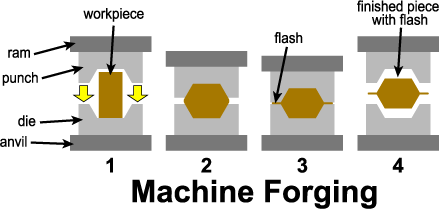 workpiece
finished piece
with flash
ram
flash
punch
die
anvil
1 2 3 4
Machine Forging